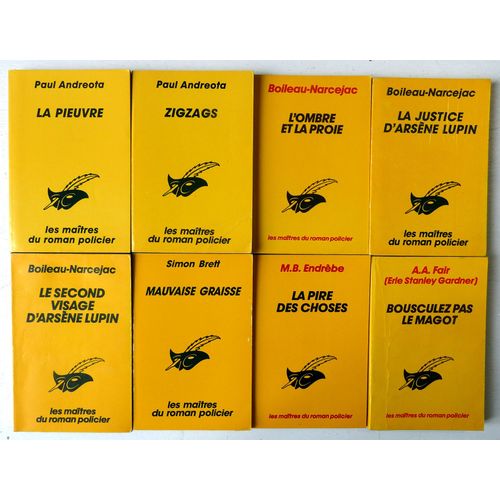 Paul Andreota
LA PIEUVRE
les maîtres
du roman policier
Paul Andreota
ZIGZAGS
les maîtres
du roman policier
Boileau-Narcejac
L'OMBRE
ET LA PROIE
les maîtres du roman policier
Boileau-Narcejac
LA JUSTICE
D'ARSÈNE LUPIN
les maîtres
du roman policier
Boileau-Narcejac
LE SECOND
VISAGE
D'ARSÈNE LUPIN
les maîtres
du roman policier
Simon Brett
MAUVAISE GRAISSE
les maîtres
du roman policier
M.B. Endrèbe
LA PIRE
DES CHOSES
les maîtres du roman policier
A.A. Fair
(Erle Stanley Gardner)
BOUSCULEZ PAS
LE MAGOT
les maîtres du roman policier